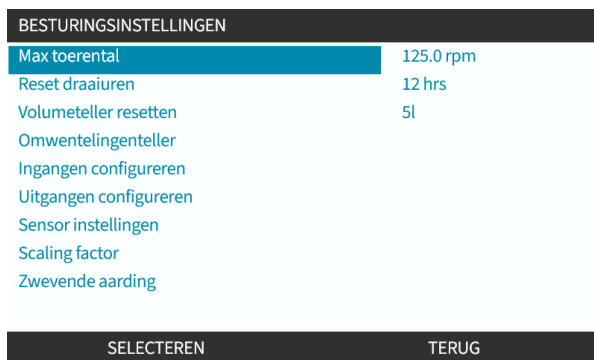 BESTURINGSINSTELLINGEN
Max toerental 125.0 rpm
Reset draaiuren 12 hrs
Volumeteller resetten 5l
Omwentelingenteller
Ingangen configureren
Uitgangen configureren
Sensor instellingen
Scaling factor
Zwevende aarding
SELECTEREN TERUG